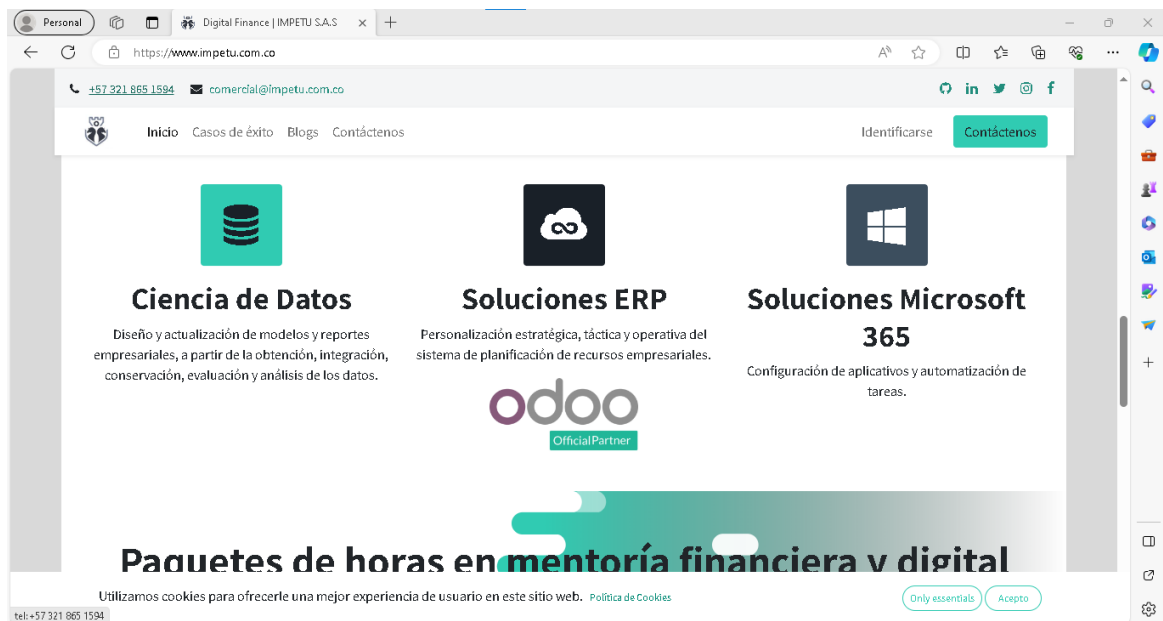 Personal
Digital Finance | IMPETU S.A.S
https://www.impetu.com.co
+57 321 865 1594 comercial@impetu.com.co
Inicio Casos de éxito Blogs Contáctenos Identificarse Contáctenos
Ciencia de Datos
Diseño y actualización de modelos y reportes
empresariales, a partir de la obtención, integración,
conservación, evaluación y análisis de los datos.
Soluciones ERP
Personalización estratégica, táctica y operativa del
sistema de planificación de recursos empresariales.
odoo
Official Partner
Soluciones Microsoft
365
Configuración de aplicativos y automatización de
tareas.
Paquetes de horas en mentoría financiera y digital
Utilizamos cookies para ofrecerle una mejor experiencia de usuario en este sitio web. Política de Cookies
Only essentials Acepto
tel:+57 321 865 1594